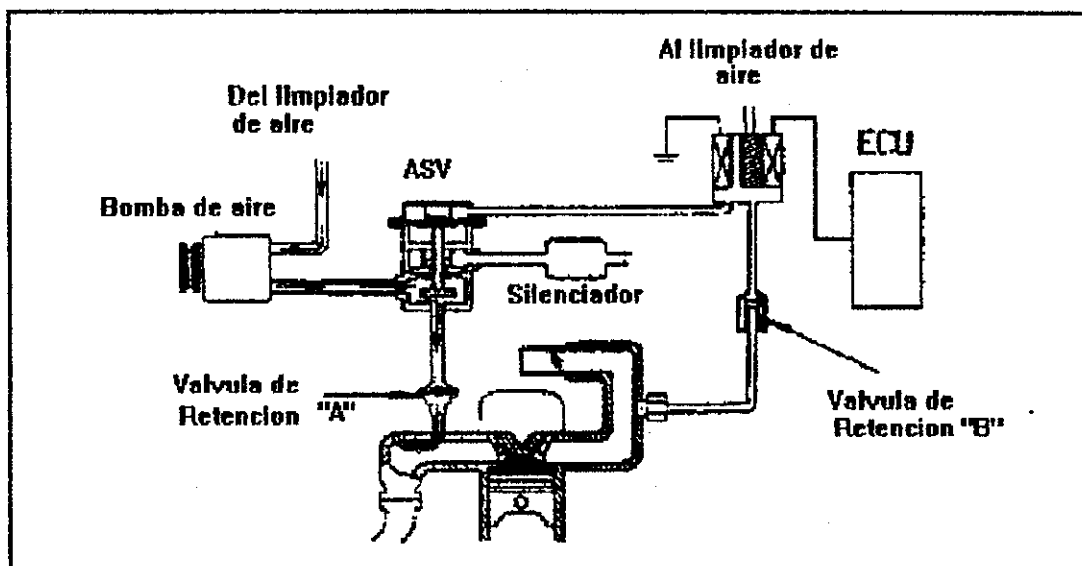 Al limpiador de
aire
Del limpiador
de aire
ECU
ASV
Bomba de aire
Silenciador
Valvula de
Retencion "A"
Valvula de
Retencion "B"